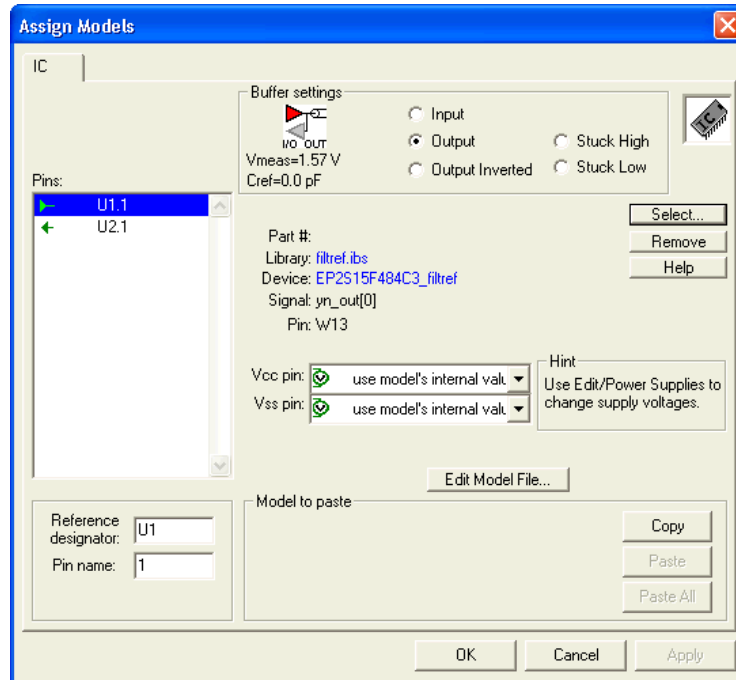 Assign Models
IC
Buffer settings
I/O OUT
Vmeas=1.57 V
Cref=0.0 pF
Input
Output
Output Inverted
Stuck High
Stuck Low
IC
Pins:
U1.1
U2.1
Select...
Remove
Help
Part #:
Library: filtref.ibs
Device: EP2S15F484C3_filtref
Signal: yn_out[0]
Pin: W13
Vcc pin: use model's internal valu
Vss pin: use model's internal valu
Hint
Use Edit/Power Supplies to
change supply voltages.
Edit Model File...
Reference
designator: U1
Pin name: 1
Model to paste
Copy
Paste
Paste All
OK
Cancel
Apply